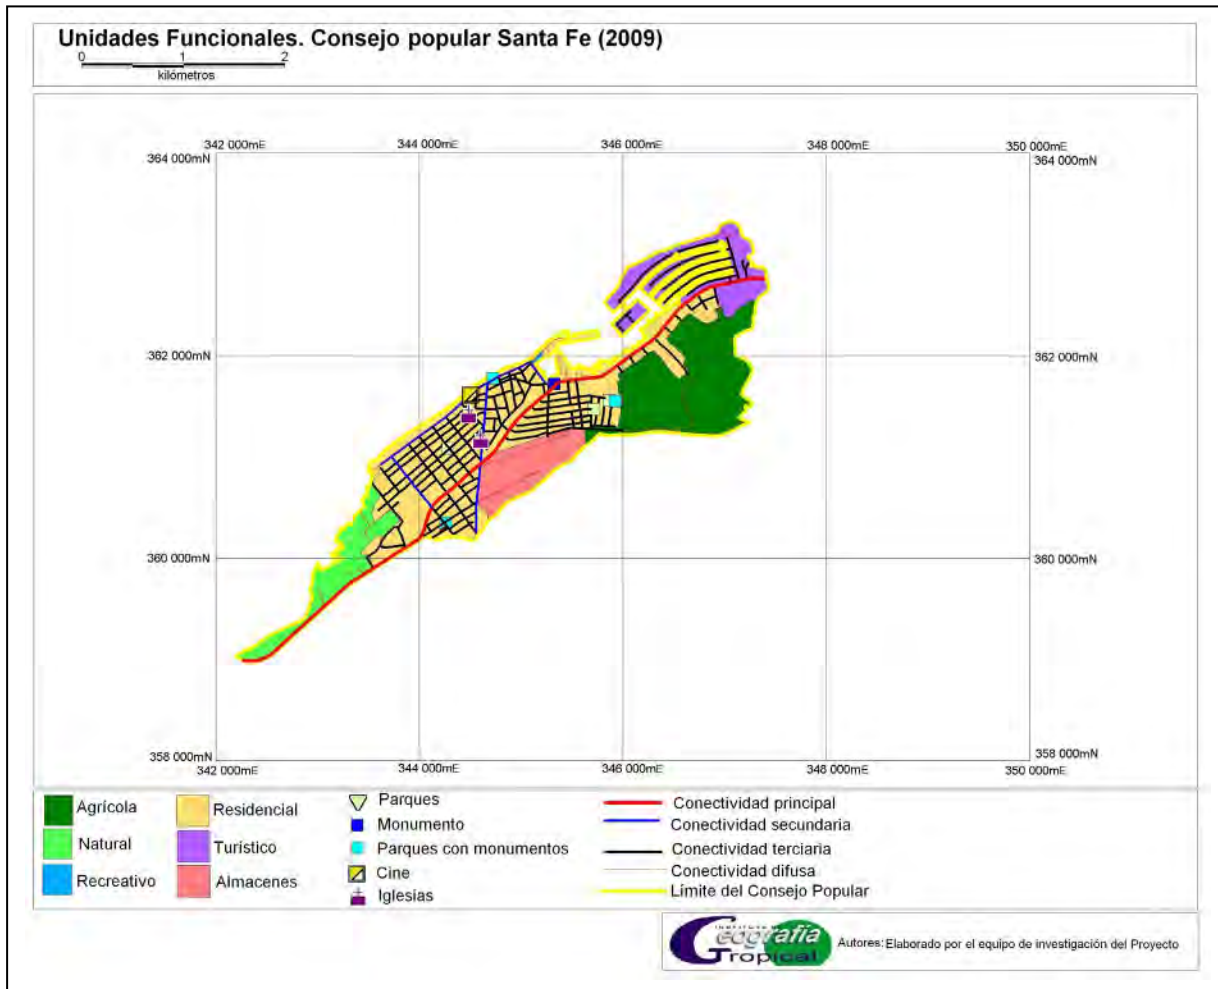 Unidades Funcionales. Consejo popular Santa Fe (2009)
0 1 2
kilómetros
342 000mE 344 000mE 346 000mE 348 000mE 350 000mE
364 000mN 364 000mN
362 000mN 362 000mN
360 000mN 360 000mN
358 000mN 358 000mN
342 000mE 344 000mE 346 000mE 348 000mE 350 000mE
Agrícola
Natural
Recreativo
Residencial
Turístico
Almacenes
Parques
Monumento
Parques con monumentos
Cine
Iglesias
Conectividad principal
Conectividad secundaria
Conectividad terciaria
Conectividad difusa
Límite del Consejo Popular
INSTITUTO DE
Geografía
Tropical
Autores: Elaborado por el equipo de investigación del Proyecto